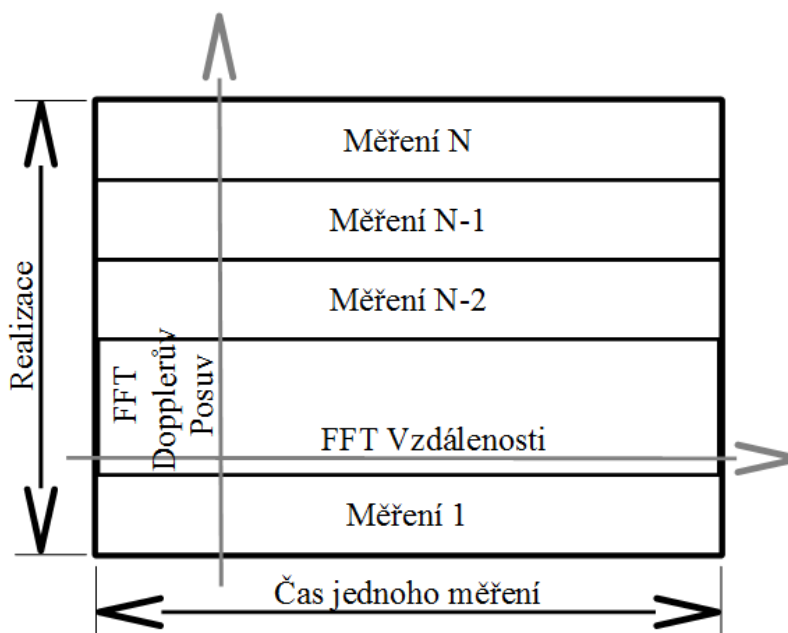 Měření N
Měření N-1
Měření N-2
Realizace
FFT
Dopplerův
Posuv
FFT Vzdálenosti
Měření 1
Čas jednoho měření